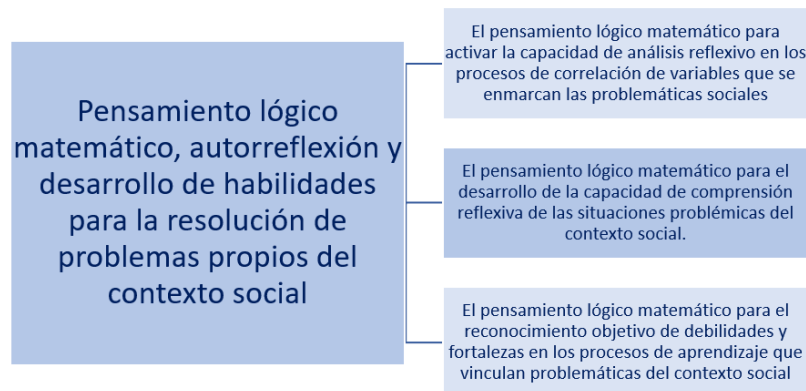 Pensamiento lógico
matemático, autorreflexión y
desarrollo de habilidades
para la resolución de
problemas propios del
contexto social
El pensamiento lógico matemático para
activar la capacidad de análisis reflexivo en los
procesos de correlación de variables que se
enmarcan las problemáticas sociales
El pensamiento lógico matemático para el
desarrollo de la capacidad de comprensión
reflexiva de las situaciones problémicas del
contexto social.
El pensamiento lógico matemático para el
reconocimiento objetivo de debilidades y
fortalezas en los procesos de aprendizaje que
vinculan problemáticas del contexto social